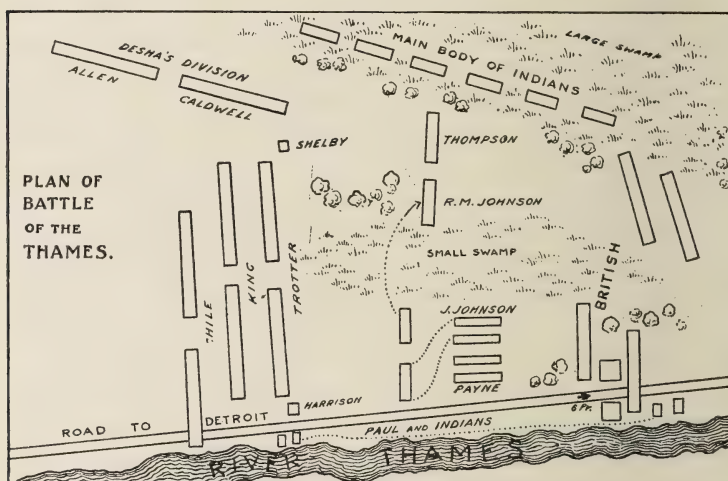 LARGE SWAMP
MAIN BODY OF INDIANS
DESHA'S DIVISION
ALLEN
CALDWELL
SHELBY
THOMPSON
PLAN OF
BATTLE
OF THE
THAMES.
R.M. JOHNSON
SMALL SWAMP
BRITISH
HILE
KING
TROTTER
J. JOHNSON
PAYNE
HARRISON
6 Pr.
ROAD TO DETROIT
PAUL AND INDIANS
RIVER THAMES